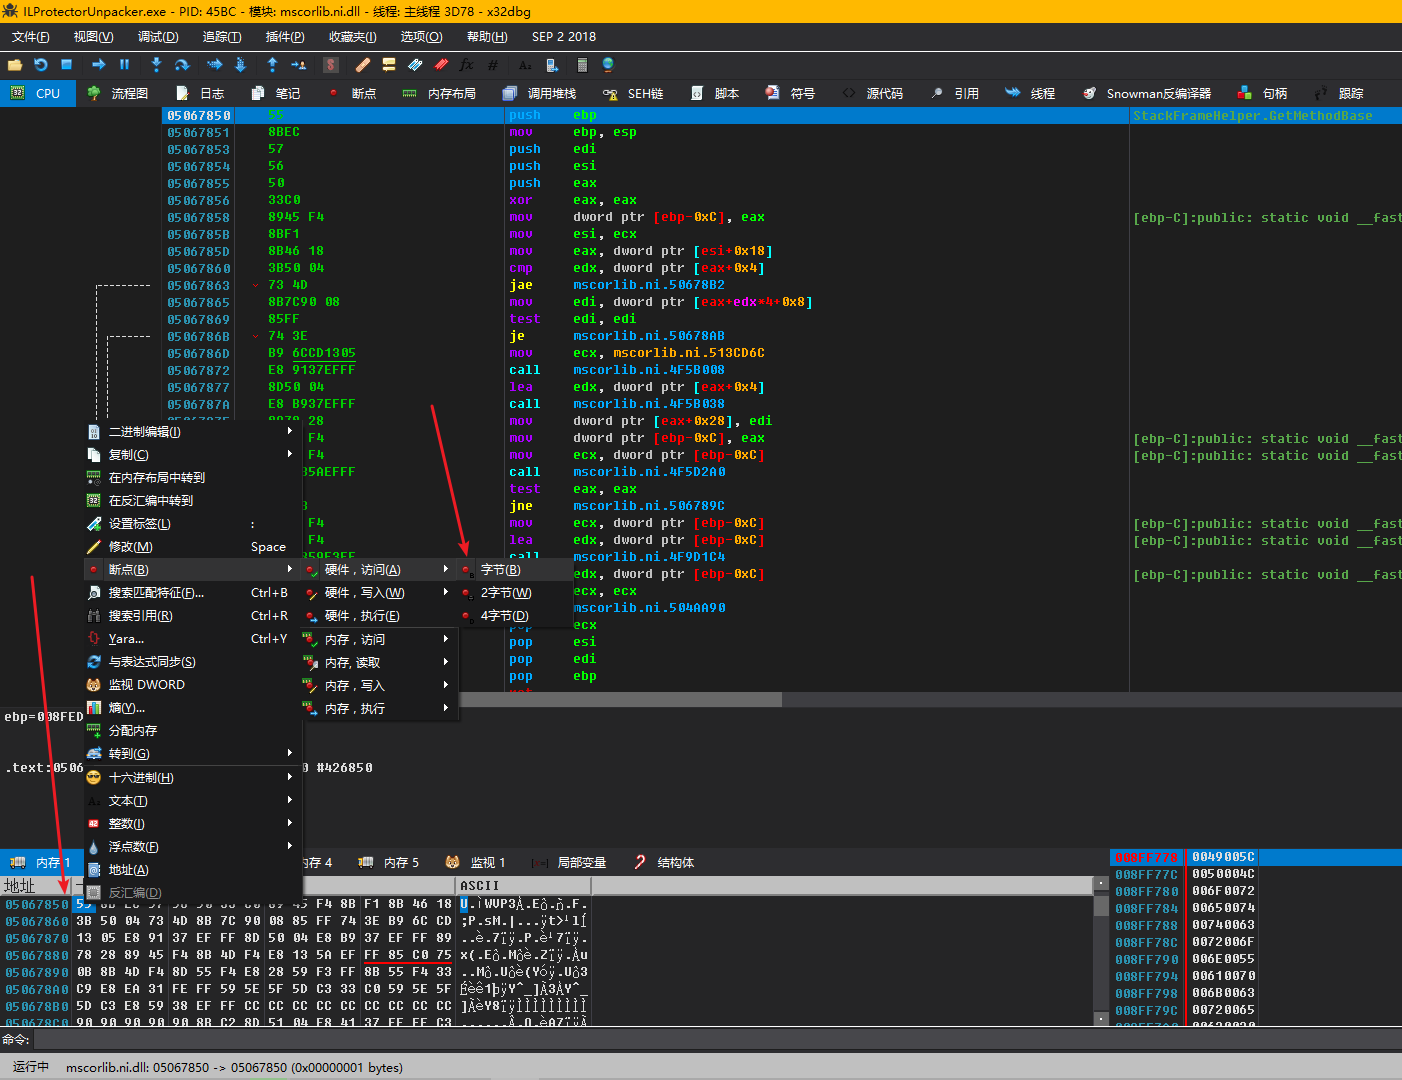 ILProtectorUnpacker.exe - PID: 45BC - 模块: mscorlib.ni.dll - 线程: 主线程 3D78 - x32dbg
文件(F) 视图(V) 调试(D) 追踪(T) 插件(P) 收藏夹(I) 选项(O) 帮助(H) SEP 2 2018
CPU 流程图 日志 笔记 断点 内存布局 调用堆栈 SEH链 脚本 符号 源代码 引用 线程 Snowman反编译器 句柄 跟踪
05067850 55 push ebp StackFrameHelper.GetMethodBase
05067851 8BEC mov ebp, esp
05067853 57 push edi
05067854 56 push esi
05067855 50 push eax
05067856 33C0 xor eax, eax
05067858 8945 F4 mov dword ptr [ebp-0xC], eax [ebp-C]:public: static void __fast
0506785B 8BF1 mov esi, ecx
0506785D 8B46 18 mov eax, dword ptr [esi+0x18]
05067860 3B50 04 cmp edx, dword ptr [eax+0x4]
05067863 73 4D jae mscorlib.ni.50678B2
05067865 8B7C90 08 mov edi, dword ptr [eax+edx*4+0x8]
05067869 85FF test edi, edi
0506786B 74 3E je mscorlib.ni.50678AB
0506786D B9 6CCD1305 mov ecx, mscorlib.ni.513CD6C
05067872 E8 9137EFFF call mscorlib.ni.4F5B008
05067877 8D50 04 lea edx, dword ptr [eax+0x4]
0506787A E8 B937EFFF call mscorlib.ni.4F5B038
28 mov dword ptr [eax+0x28], edi
二进制编辑(I) F4 mov dword ptr [ebp-0xC], eax [ebp-C]:public: static void __fast
复制(C) F4 mov ecx, dword ptr [ebp-0xC] [ebp-C]:public: static void __fast
在内存布局中转到 5AEFFF call mscorlib.ni.4F5D2A0
test eax, eax
在反汇编中转到 jne mscorlib.ni.506789C
设置标签(L) : F4 mov ecx, dword ptr [ebp-0xC] [ebp-C]:public: static void __fast
修改(M) Space F4 lea edx, dword ptr [ebp-0xC] [ebp-C]:public: static void __fast
call mscorlib.ni.4F9D1C4
断点(B) 硬件，访问(A) 字节(B) edx, dword ptr [ebp-0xC] [ebp-C]:public: static void __fast
搜索匹配特征(F)... Ctrl+B 硬件，写入(W) 2字节(W) ecx, ecx
搜索引用(R) Ctrl+R 硬件，执行(E) 4字节(D) mscorlib.ni.504AA90
pop ecx
Yara... Ctrl+Y 内存，访问 pop esi
与表达式同步(S) 内存, 读取 pop edi
监视 DWORD 内存，写入 pop ebp
熵(Y)... 内存，执行
ebp=008FED
分配内存
转到(G)
.text:0506 0 #426850
十六进制(H)
文本(T)
整数(I)
浮点数(F)
地址(A)
反汇编(D)
内存 1 内存 4 内存 5 监视 1 局部变量 结构体
地址 ASCII
05067850 F4 8B F1 8B 46 18 U.ìWVP3À.Eô.ñ.F.
05067860 3B 50 04 73 4D 8B 7C 90 08 85 FF 74 3E B9 6C CD ;P.sM.|...ÿt>¹lÍ
05067870 13 05 E8 91 37 EF FF 8D 50 04 E8 B9 37 EF FF 89 ..è.7ïÿ.P.è¹7ïÿ.
05067880 78 28 89 45 F4 8B 4D F4 E8 13 5A EF FF 85 C0 75 x(.Eô.Môè.Zïÿ.Àu
05067890 0B 8B 4D F4 8D 55 F4 E8 28 59 F3 FF 8B 55 F4 33 ..Mô.Uôè(Yóÿ.Uô3
050678A0 C9 E8 EA 31 FE FF 59 5E 5F 5D C3 33 C0 59 5E 5F Éèê1þÿY^_]Ã3ÀY^_
050678B0 5D C3 E8 59 38 EF FF CC CC CC CC CC CC CC CC CC ]ÃèY8ïÿÌÌÌÌÌÌÌÌÌ
050678C0 90 90 90 90 90 8B C2 8D 51 04 E8 41 37 EF FF C3 ......Â.Q.èA7ïÿÃ
008FF778 0049005C
008FF77C 0050004C
008FF780 006F0072
008FF784 00650074
008FF788 00740063
008FF78C 0072006F
008FF790 006E0055
008FF794 00610070
008FF798 006B0063
008FF79C 00720065
命令:
运行中 mscorlib.ni.dll: 05067850 -> 05067850 (0x00000001 bytes)